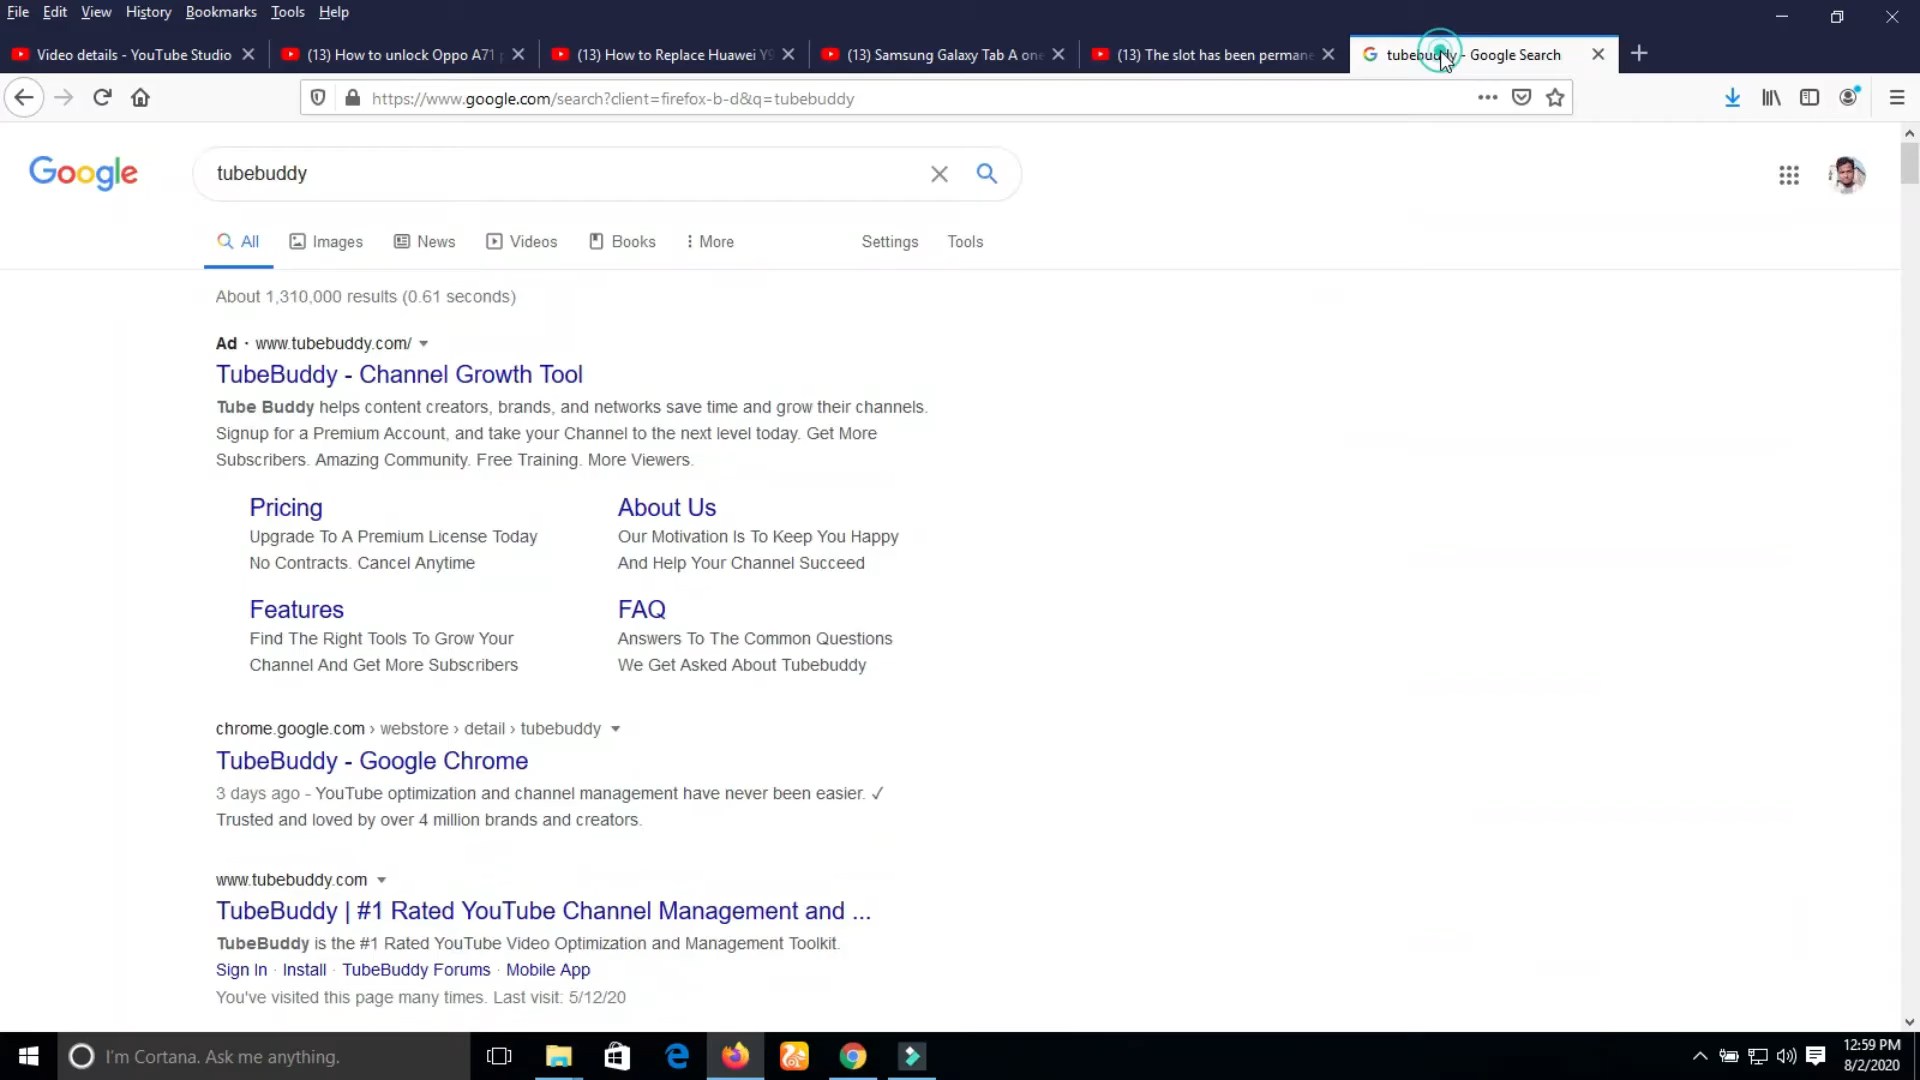 File Edit View History Bookmarks Tools Help
Video details - YouTube Studio
(13) How to unlock Oppo A71
(13) How to Replace Huawei Y9
(13) Samsung Galaxy Tab A one
(13) The slot has been permane
tubebuddy - Google Search
https://www.google.com/search?client=firefox-b-d&q=tubebuddy
Google
tubebuddy
All Images News Videos Books More Settings Tools
About 1,310,000 results (0.61 seconds)
Ad · www.tubebuddy.com/
TubeBuddy - Channel Growth Tool
Tube Buddy helps content creators, brands, and networks save time and grow their channels.
Signup for a Premium Account, and take your Channel to the next level today. Get More
Subscribers. Amazing Community. Free Training. More Viewers.
Pricing
Upgrade To A Premium License Today
No Contracts. Cancel Anytime
About Us
Our Motivation Is To Keep You Happy
And Help Your Channel Succeed
Features
Find The Right Tools To Grow Your
Channel And Get More Subscribers
FAQ
Answers To The Common Questions
We Get Asked About Tubebuddy
chrome.google.com › webstore › detail › tubebuddy
TubeBuddy - Google Chrome
3 days ago - YouTube optimization and channel management have never been easier. ✓
Trusted and loved by over 4 million brands and creators.
www.tubebuddy.com
TubeBuddy | #1 Rated YouTube Channel Management and ...
TubeBuddy is the #1 Rated YouTube Video Optimization and Management Toolkit.
Sign In · Install · TubeBuddy Forums · Mobile App
You've visited this page many times. Last visit: 5/12/20
I'm Cortana. Ask me anything.
12:59 PM
8/2/2020